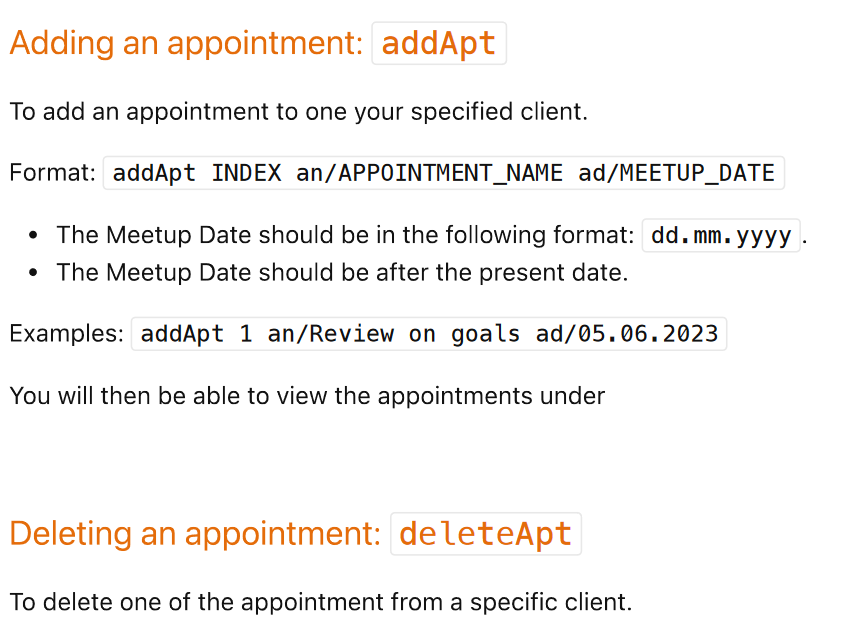 Adding an appointment: addApt
To add an appointment to one your specified client.
Format: addApt INDEX an/APPOINTMENT_NAME ad/MEETUP_DATE
• The Meetup Date should be in the following format: dd.mm.yyyy.
• The Meetup Date should be after the present date.
Examples: addApt 1 an/Review on goals ad/05.06.2023
You will then be able to view the appointments under
Deleting an appointment: deleteApt
To delete one of the appointment from a specific client.